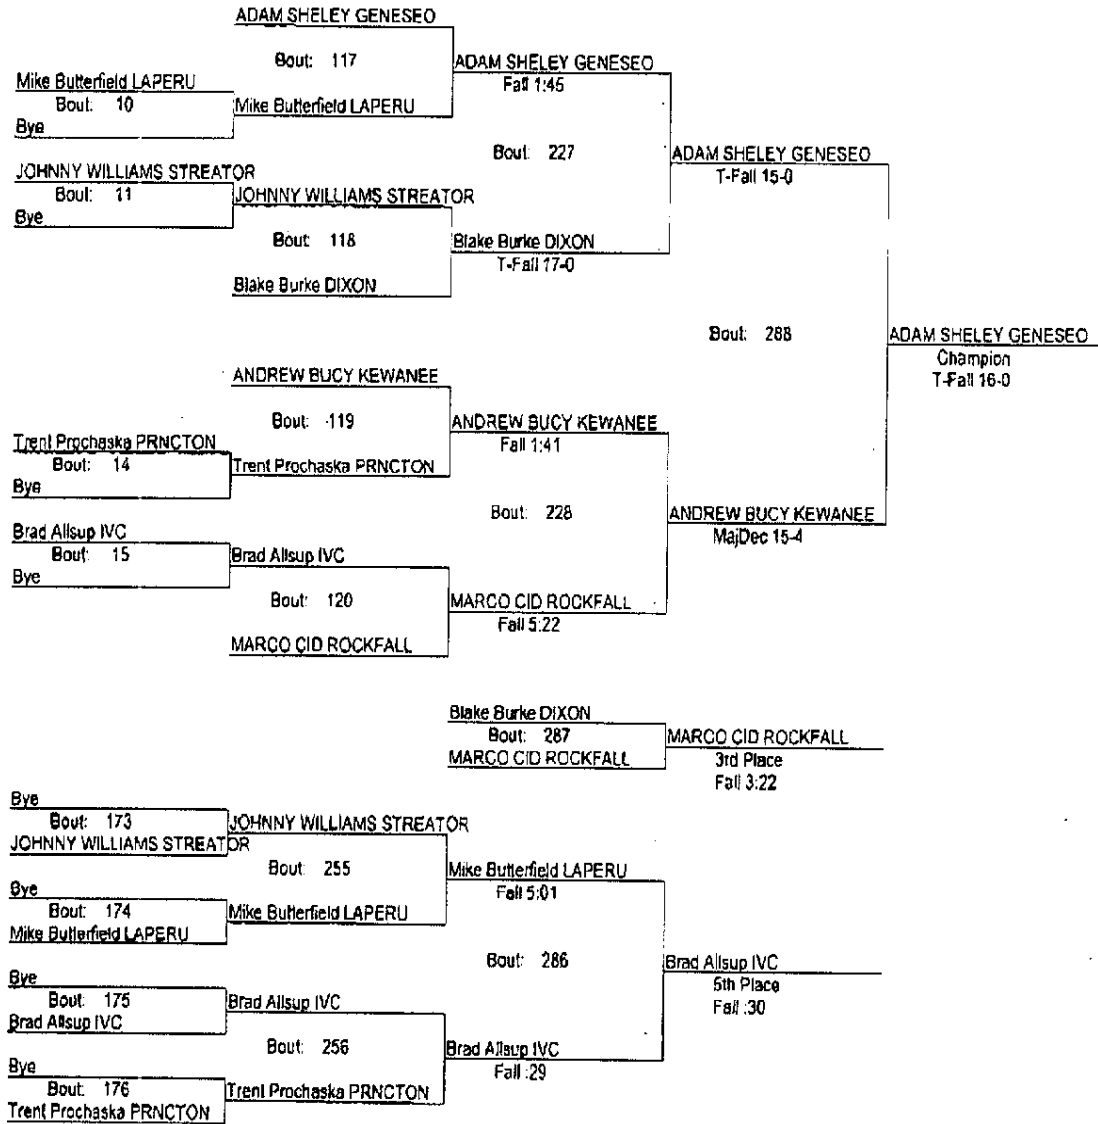 ADAM SHELEY GENESEO
Bout: 117
ADAM SHELEY GENESEO
Fall 1:45
Mike Butterfield LAPERU
Bout: 10
Mike Butterfield LAPERU
Bye
Bout: 227
ADAM SHELEY GENESEO
T-Fall 15-0
JOHNNY WILLIAMS STREATOR
Bout: 11
JOHNNY WILLIAMS STREATOR
Bye
Bout: 118
Blake Burke DIXON
T-Fall 17-0
Blake Burke DIXON
Bout: 288
ADAM SHELEY GENESEO
Champion
T-Fall 16-0
ANDREW BUCY KEWANEE
Bout: 119
ANDREW BUCY KEWANEE
Fall 1:41
Trent Prochaska PRNCTON
Bout: 14
Trent Prochaska PRNCTON
Bye
Bout: 228
ANDREW BUCY KEWANEE
MajDec 15-4
Brad Allsup IVC
Bout: 15
Brad Allsup IVC
Bye
Bout: 120
MARCO CID ROCKFALL
Fall 5:22
MARCO CID ROCKFALL
Blake Burke DIXON
Bout: 287
MARCO CID ROCKFALL
MARCO CID ROCKFALL
3rd Place
Fall 3:22
Bye
Bout: 173
JOHNNY WILLIAMS STREATOR
JOHNNY WILLIAMS STREATOR
Bout: 255
Mike Butterfield LAPERU
Fall 5:01
Bye
Bout: 174
Mike Butterfield LAPERU
Mike Butterfield LAPERU
Bout: 286
Brad Allsup IVC
5th Place
Fall :30
Bye
Bout: 175
Brad Allsup IVC
Brad Allsup IVC
Bout: 256
Brad Allsup IVC
Fall :29
Bye
Bout: 176
Trent Prochaska PRNCTON
Trent Prochaska PRNCTON